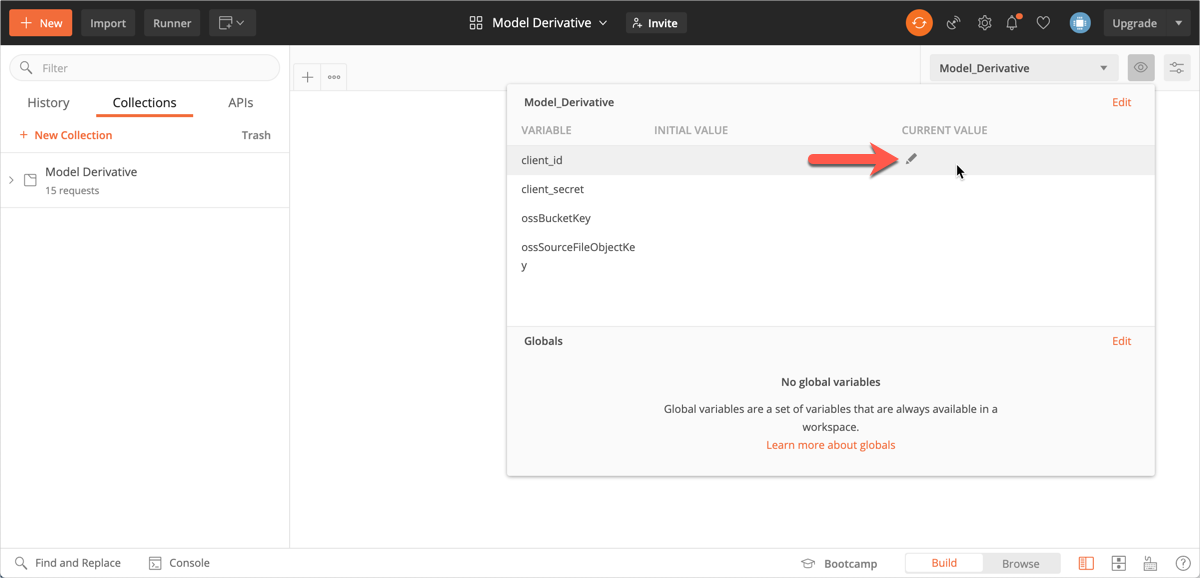 New
Import
Runner
Model Derivative
Invite
Upgrade
Filter
History
Collections
APIs
+ New Collection
Trash
Model Derivative
15 requests
Model_Derivative
Model_Derivative
Edit
VARIABLE
INITIAL VALUE
CURRENT VALUE
client_id
client_secret
ossBucketKey
ossSourceFileObjectKe
y
Globals
Edit
No global variables
Global variables are a set of variables that are always available in a
workspace.
Learn more about globals
Find and Replace
Console
Bootcamp
Build
Browse